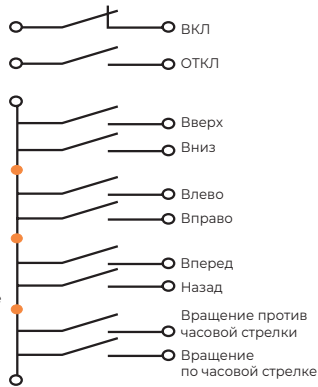 ВКЛ
ОТКЛ
Вверх
Вниз
Влево
Вправо
Вперед
Назад
Вращение против
часовой стрелки
Вращение
по часовой стрелке